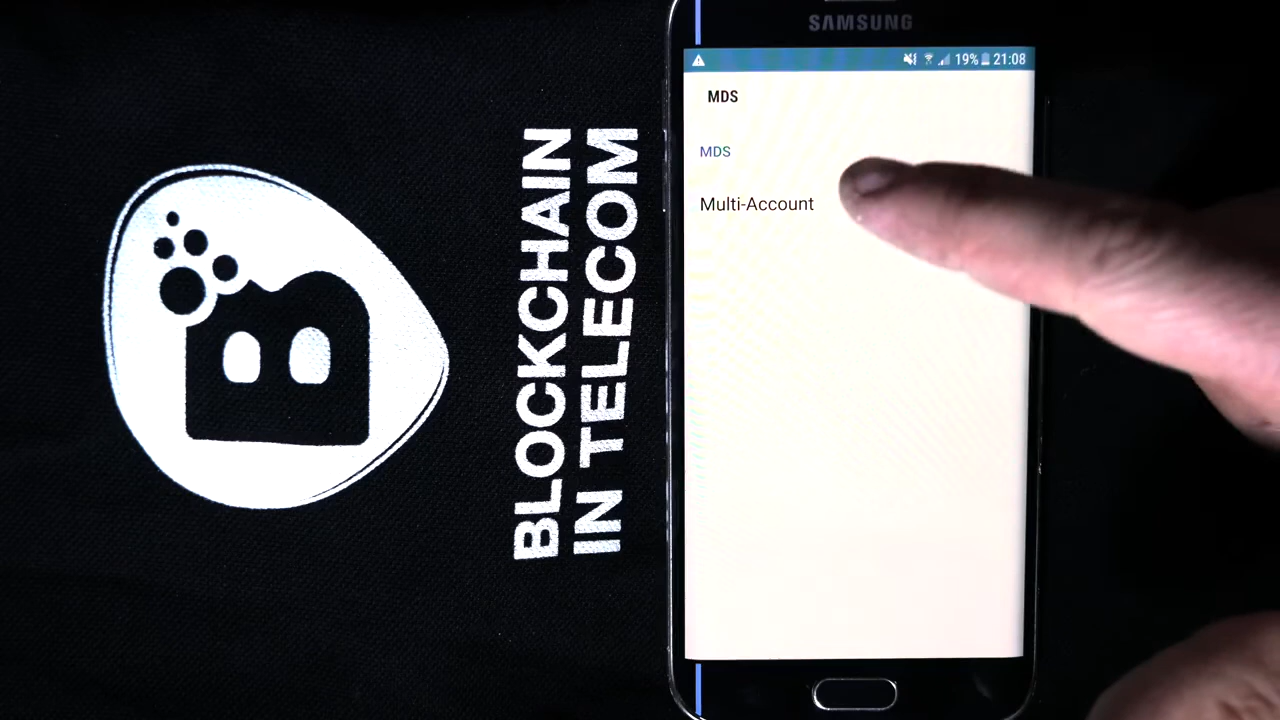 BLOCKCHAIN
IN TELECOM
SAMSUNG
19% 21:08
MDS
MDS
Multi-Account